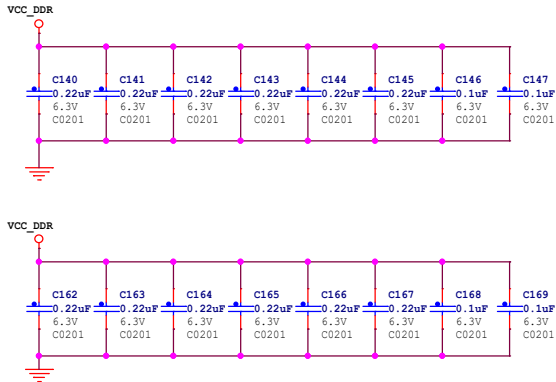 VCC_DDR
C140 C141 C142 C143 C144 C145 C146 C147
0.22uF 0.22uF 0.22uF 0.22uF 0.22uF 0.22uF 0.1uF 0.1uF
6.3V 6.3V 6.3V 6.3V 6.3V 6.3V 6.3V 6.3V
C0201 C0201 C0201 C0201 C0201 C0201 C0201 C0201
VCC_DDR
C162 C163 C164 C165 C166 C167 C168 C169
0.22uF 0.22uF 0.22uF 0.22uF 0.22uF 0.22uF 0.1uF 0.1uF
6.3V 6.3V 6.3V 6.3V 6.3V 6.3V 6.3V 6.3V
C0201 C0201 C0201 C0201 C0201 C0201 C0201 C0201